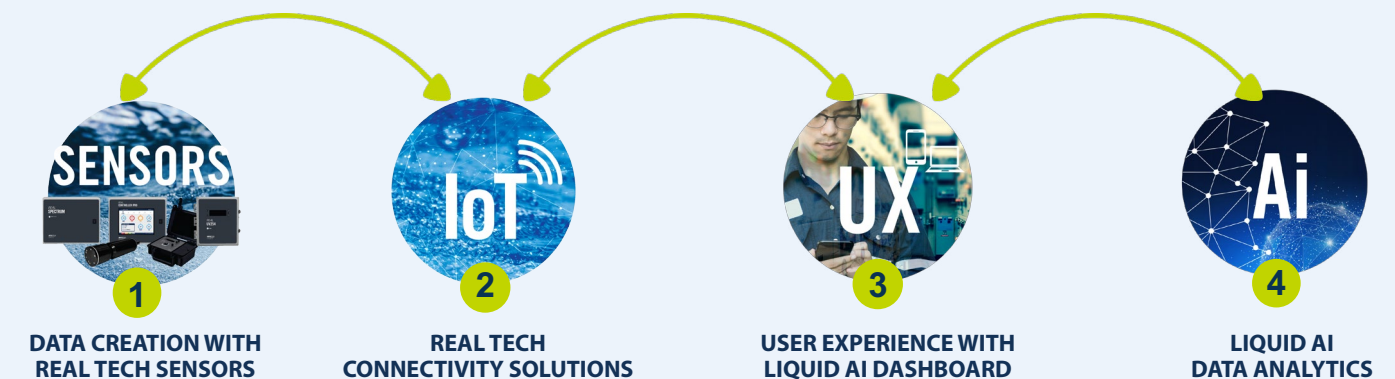 SENSORS
SPECTRUM
IoT
UX
Ai
1
2
3
4
DATA CREATION WITH
REAL TECH SENSORS
REAL TECH
CONNECTIVITY SOLUTIONS
USER EXPERIENCE WITH
LIQUID AI DASHBOARD
LIQUID AI
DATA ANALYTICS